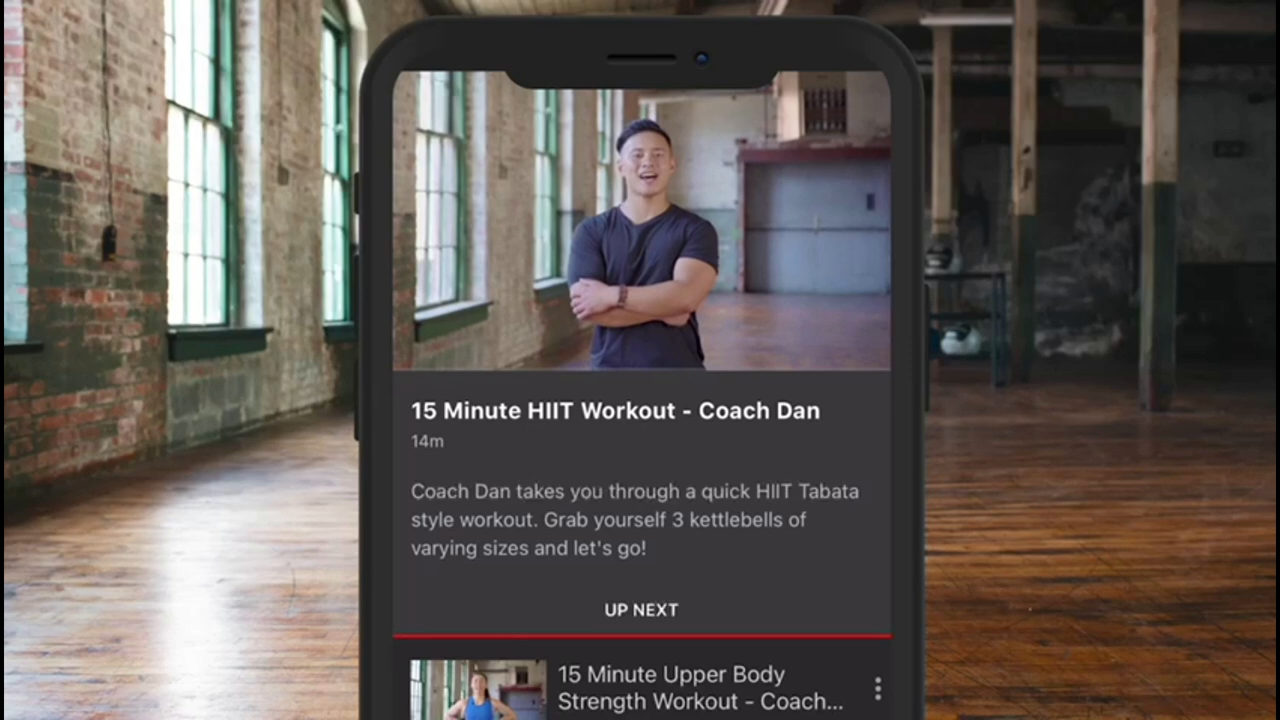 15 Minute HIIT Workout - Coach Dan
14m
Coach Dan takes you through a quick HIIT Tabata
style workout. Grab yourself 3 kettlebells of
varying sizes and let's go!
UP NEXT
15 Minute Upper Body
Strength Workout - Coach...